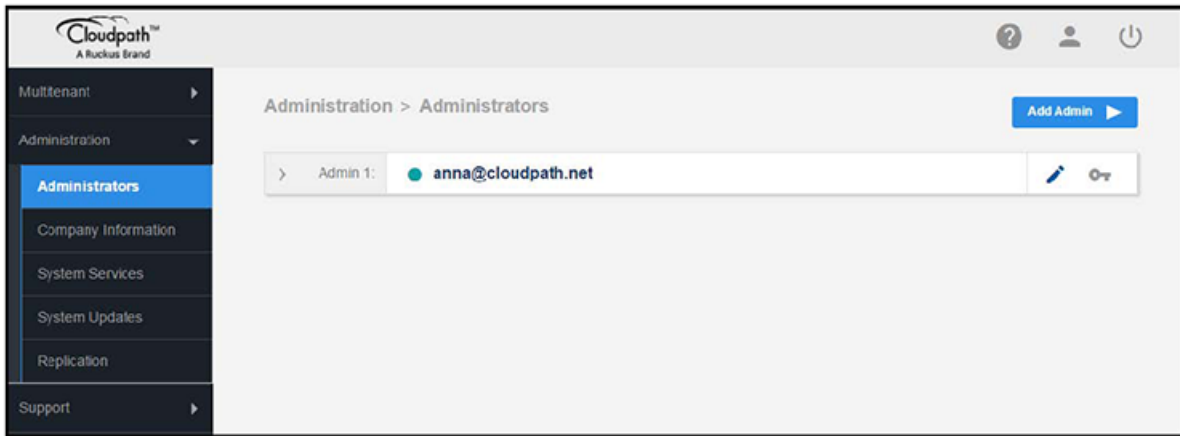 Cloudpath™
A Ruckus Brand
Multitenant
Administration
Administrators
Company Information
System Services
System Updates
Replication
Support
Administration > Administrators
Add Admin
Admin 1:
anna@cloudpath.net